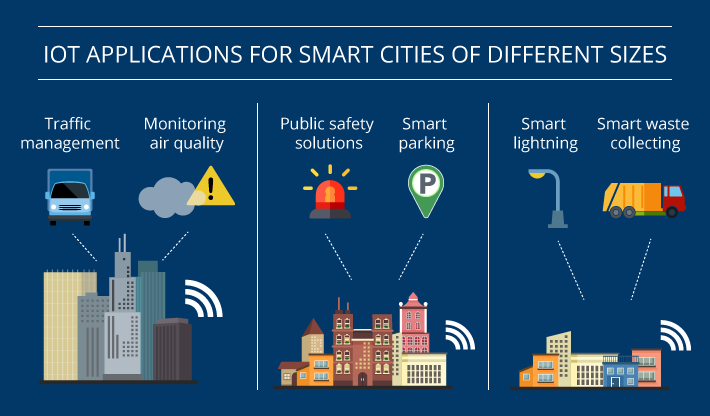 IOT APPLICATIONS FOR SMART CITIES OF DIFFERENT SIZES
Traffic
management
Monitoring
air quality
Public safety
solutions
Smart
parking
Smart
lightning
Smart waste
collecting
!
P